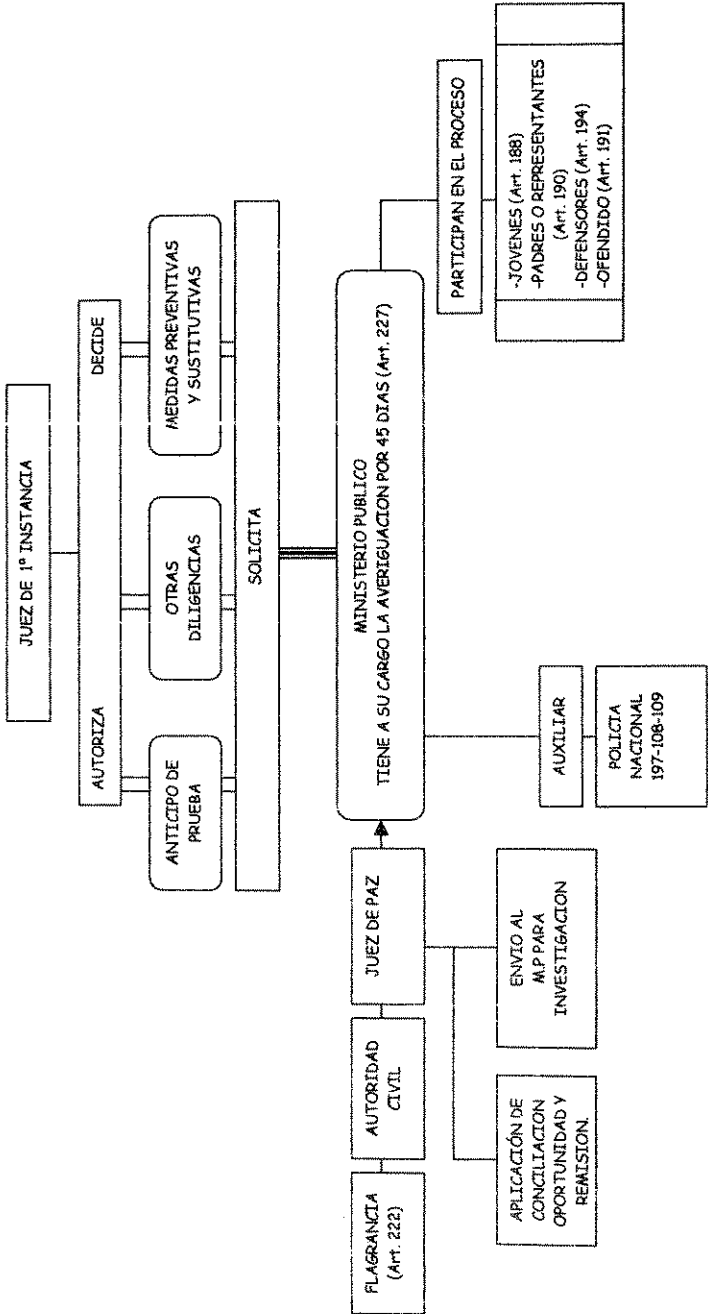 JUEZ DE 1ª INSTANCIA
AUTORIZA
DECIDE
ANTICIPO DE
PRUEBA
OTRAS
DILIGENCIAS
MEDIDAS PREVENTIVAS
Y SUSTITUTIVAS
SOLICITA
MINISTERIO PUBLICO
TIENE A SU CARGO LA AVERIGUACION POR 45 DIAS (Art. 227)
FLAGRANCIA
(Art. 222)
AUTORIDAD
CIVIL
JUEZ DE PAZ
APLICACIÓN DE
CONCILIACION
OPORTUNIDAD Y
REMISION.
ENVIO AL
M.P PARA
INVESTIGACION
AUXILIAR
POLICIA
NACIONAL
197-108-109
PARTICIPAN EN EL PROCESO
-JOVENES (Art. 188)
-PADRES O REPRESENTANTES
(Art. 190)
-DEFENSORES (Art. 194)
-OFENDIDO (Art. 191)